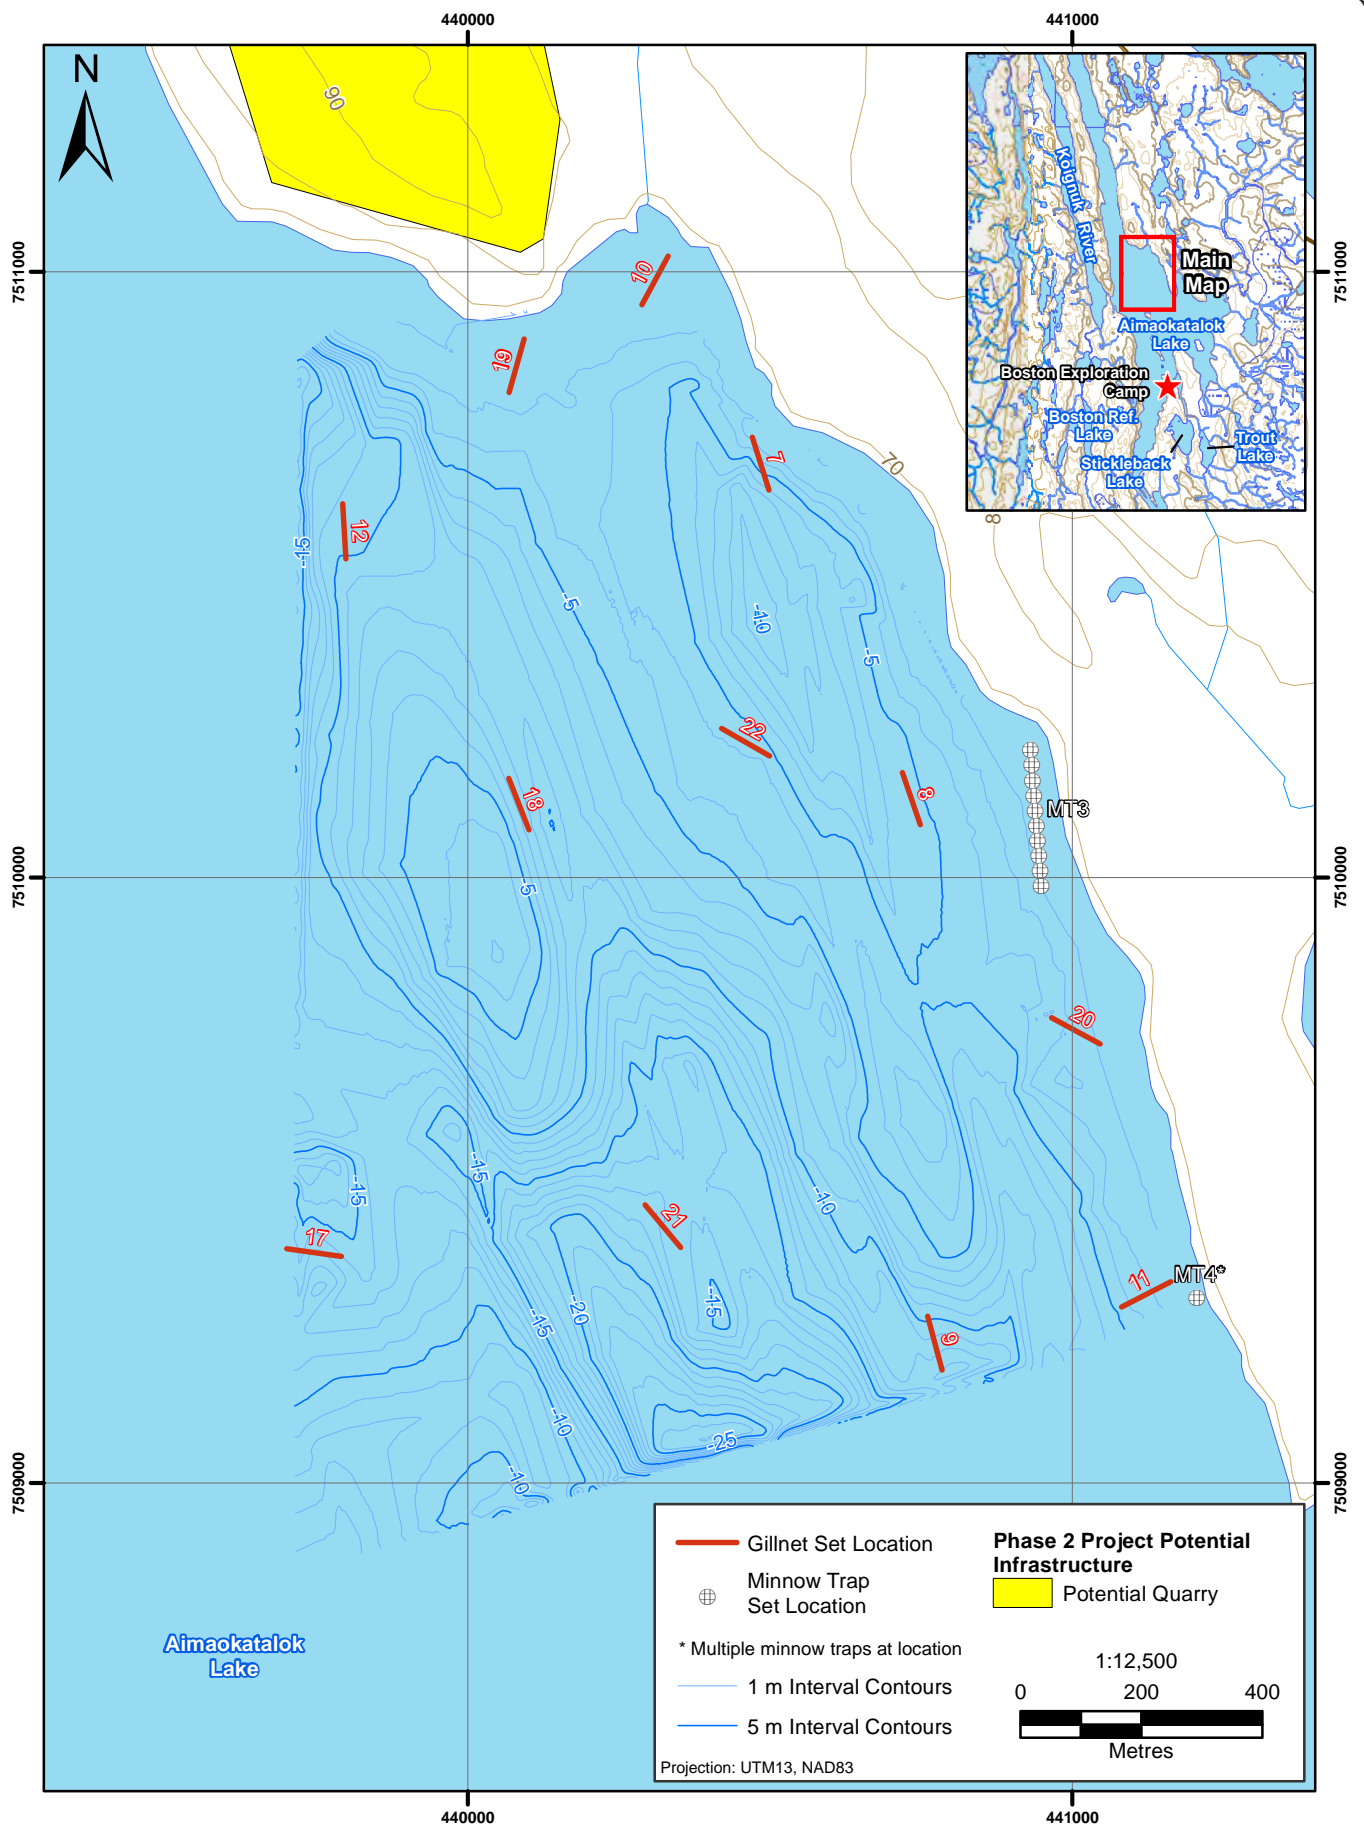 440000
441000
N
90
7511000
7511000
10
19
7
70
8
12
-15
-5
-10
-5
22
18
8
MT3
7510000
7510000
-5
20
-15
-15
-10
17
21
11
MT4*
-20
-15
-15
9
-10
-25
-10
7509000
7509000
Koignuk River
Main
Map
Aimaokatalok
Lake
Boston Exploration
Camp
Boston Ref.
Lake
Stickleback
Lake
Trout
Lake
Aimaokatalok
Lake
Gillnet Set Location
Minnow Trap
Set Location
* Multiple minnow traps at location
1 m Interval Contours
5 m Interval Contours
Projection: UTM13, NAD83
Phase 2 Project Potential
Infrastructure
Potential Quarry
1:12,500
0 200 400
Metres
440000
441000